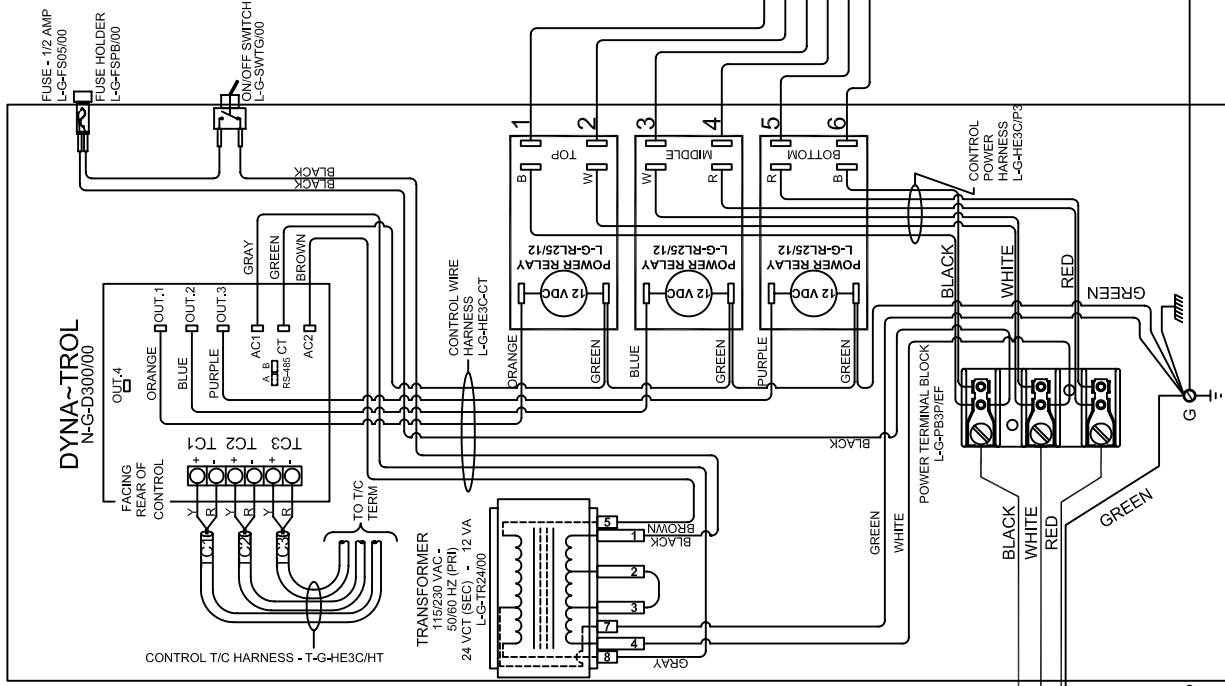 FUSE - 1/2 AMP
L-G-FS05/00
FUSE HOLDER
L-G-FSPB/00
ON/OFF SWITCH
L-G-SWTG/00
BLACK
BLACK
DYNA~TROL
N-G-D300/00
OUT.4
OUT.1
OUT.2
OUT.3
ORANGE
BLUE
PURPLE
GRAY
GREEN
BROWN
AC1
CT
AC2
A B
RS-485
FACING
REAR OF
CONTROL
TC1
TC2
TC3
+
-
+
-
+
-
Y
R
Y
R
Y
R
C1
C2
C3
TO T/C
TERM
CONTROL T/C HARNESS - T-G-HE3C/HT
CONTROL WIRE
HARNESS
L-G-HE3C-CT
TRANSFORMER
115/230 VAC -
50/60 HZ (PRI)
24 VCT (SEC) - 12 VA
L-G-TR24/00
5
BROWN
1
BLACK
2
3
7
4
8
GRAY
1
2
3
4
5
6
TOP
B
W
POWER RELAY
L-G-RL25/12
12 VDC
ORANGE
GREEN
MIDDLE
W
R
POWER RELAY
L-G-RL25/12
12 VDC
BLUE
GREEN
BOTTOM
R
B
POWER RELAY
L-G-RL25/12
12 VDC
PURPLE
GREEN
CONTROL
POWER
HARNESS
L-G-HE3C/P3
BLACK
WHITE
RED
GREEN
BLACK
GREEN
WHITE
POWER TERMINAL BLOCK
L-G-PB3P/EF
G
BLACK
WHITE
RED
GREEN